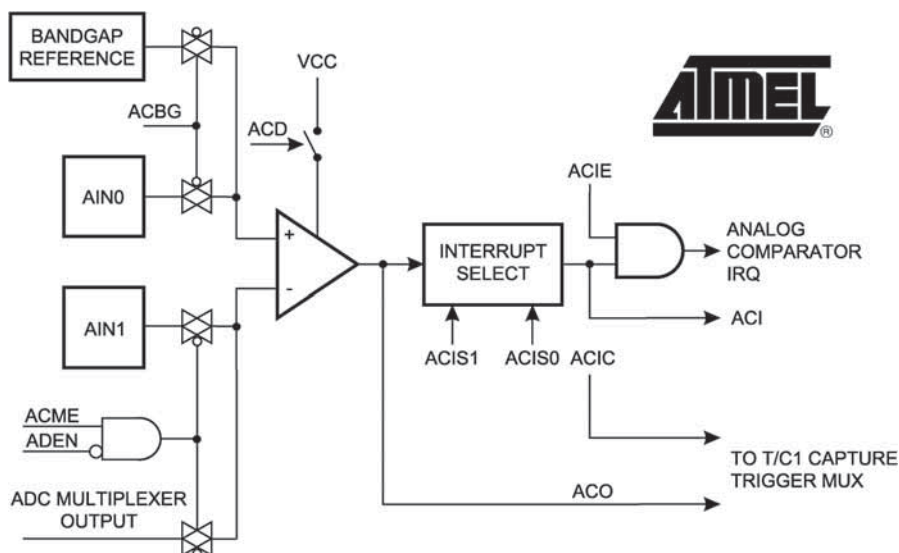 BANDGAP
REFERENCE
VCC
ATMEL
®
ACBG
ACD
AIN0
ACIE
+
INTERRUPT
SELECT
ANALOG
COMPARATOR
IRQ
-
AIN1
ACI
ACIS1
ACIS0
ACIC
ACME
ADEN
TO T/C1 CAPTURE
TRIGGER MUX
ADC MULTIPLEXER
OUTPUT
ACO